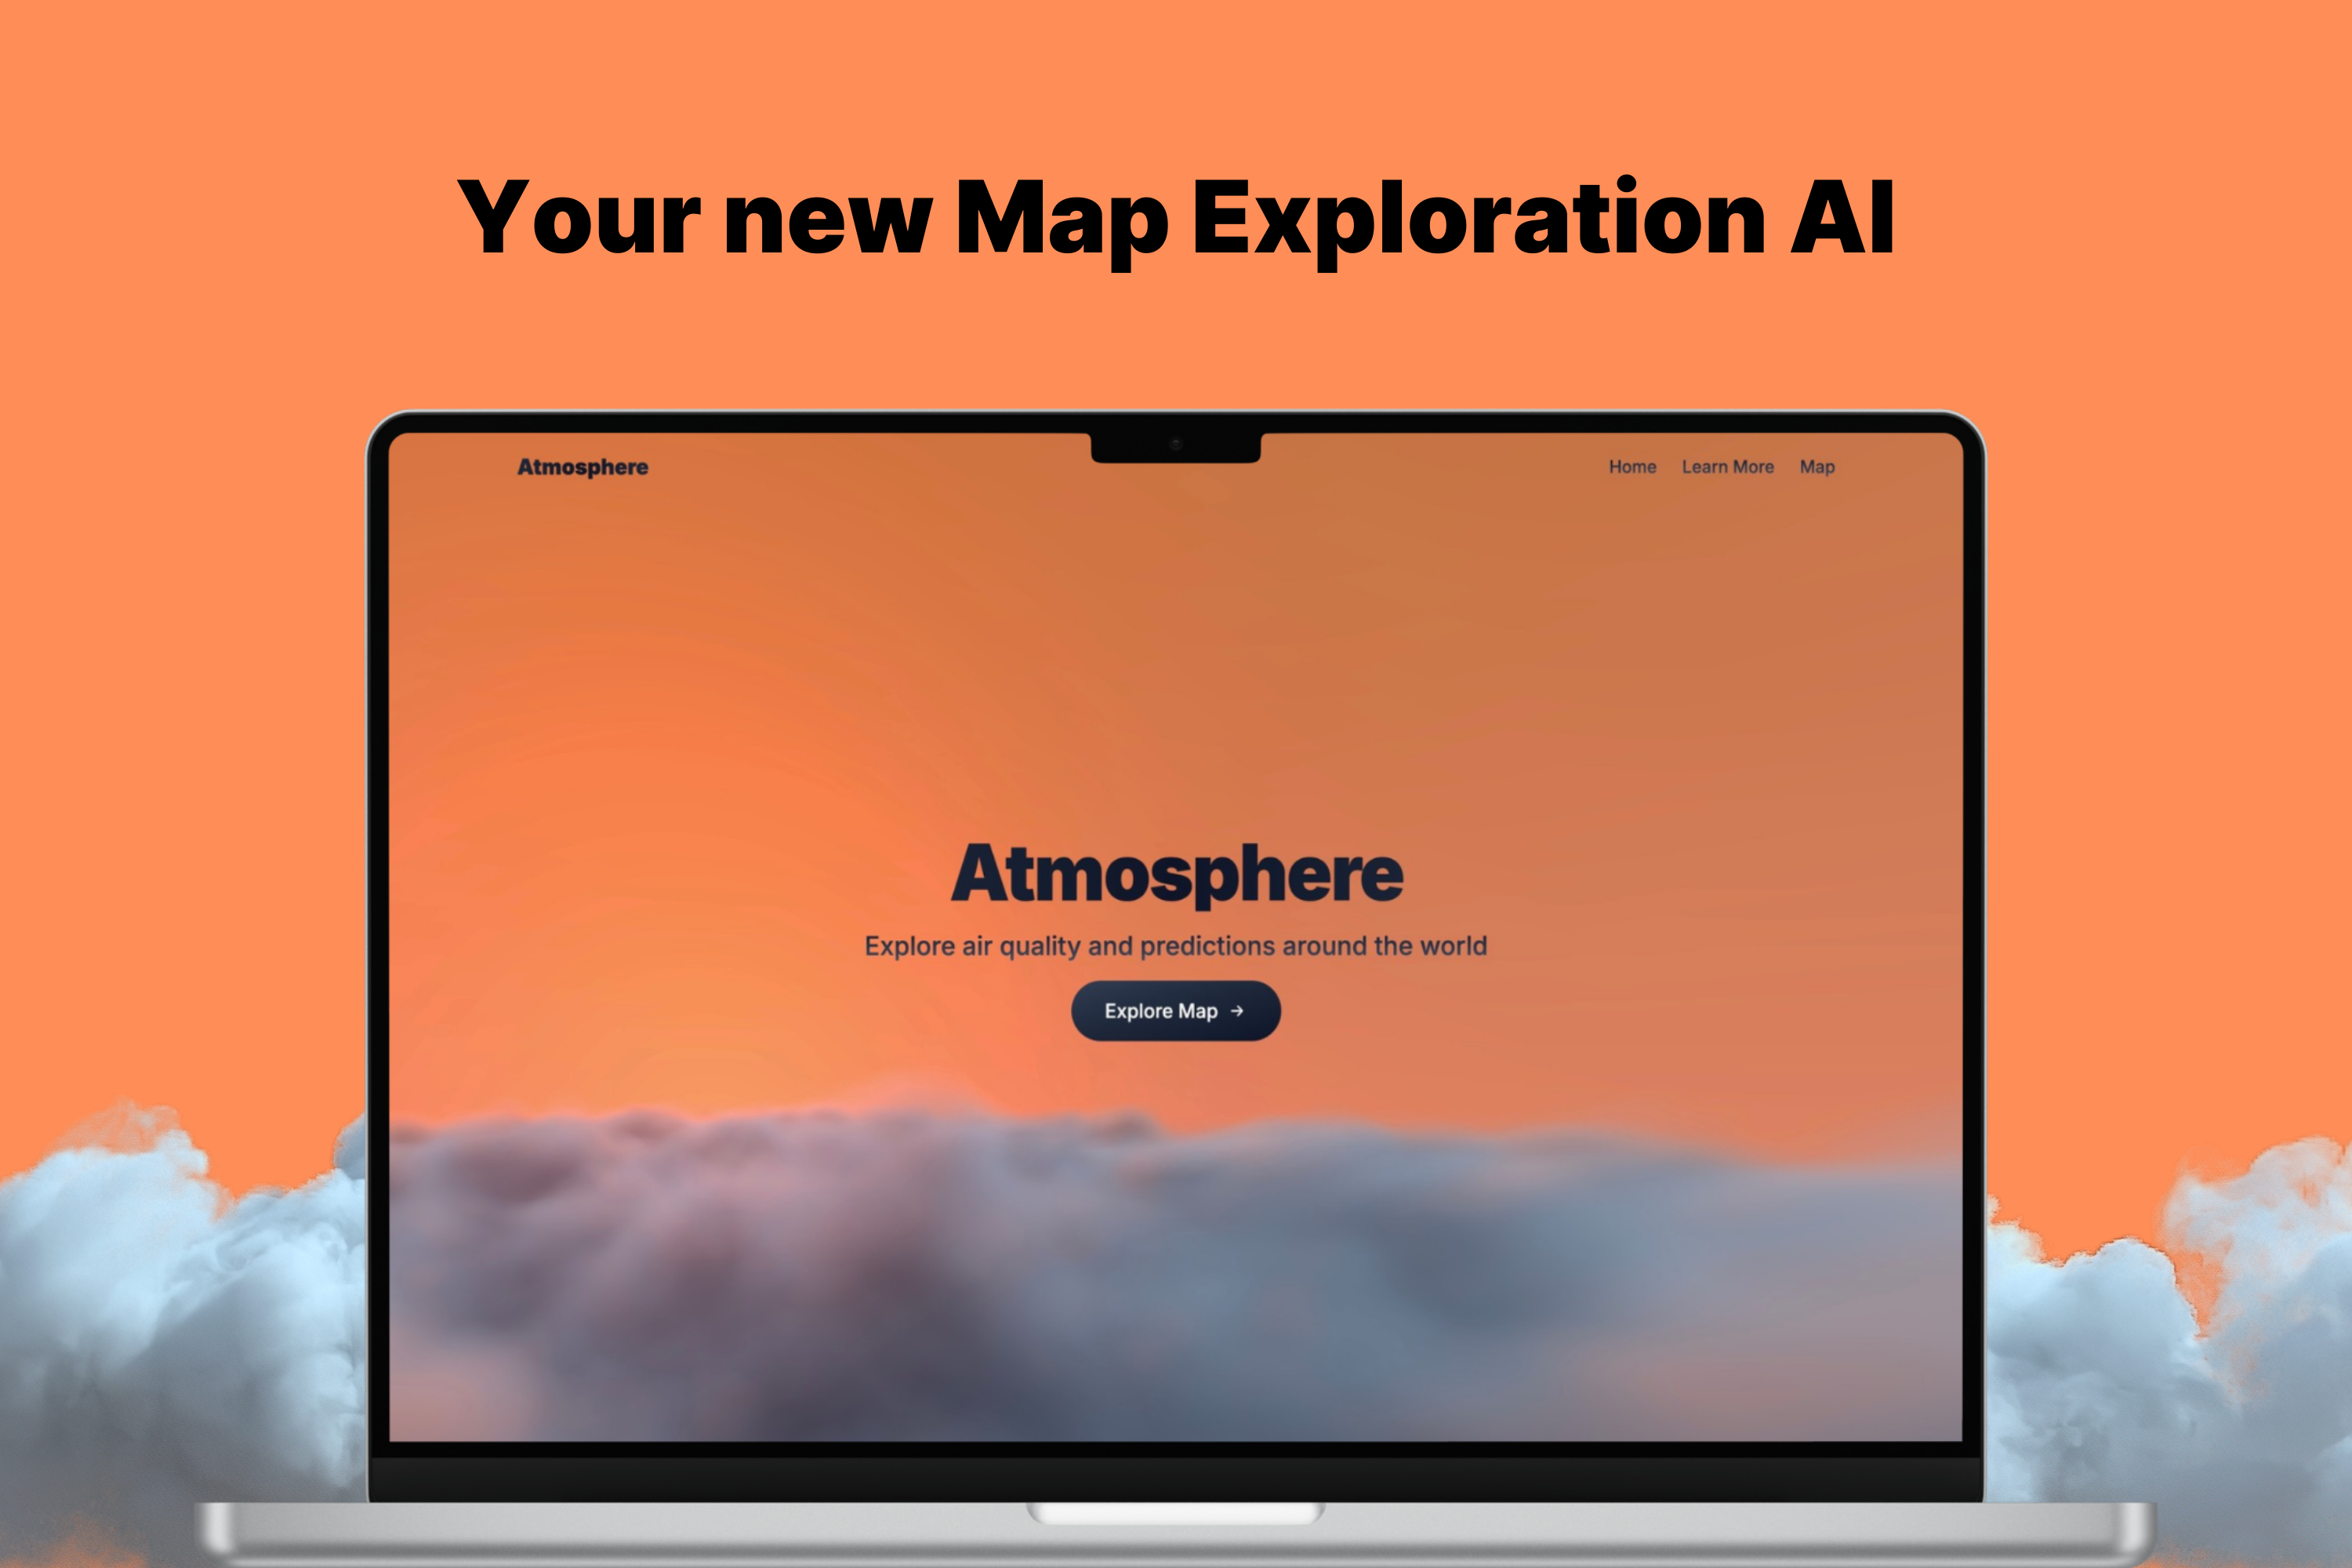 Your new Map Exploration AI
Atmosphere
Home Learn More Map
Atmosphere
Explore air quality and predictions around the world
Explore Map →